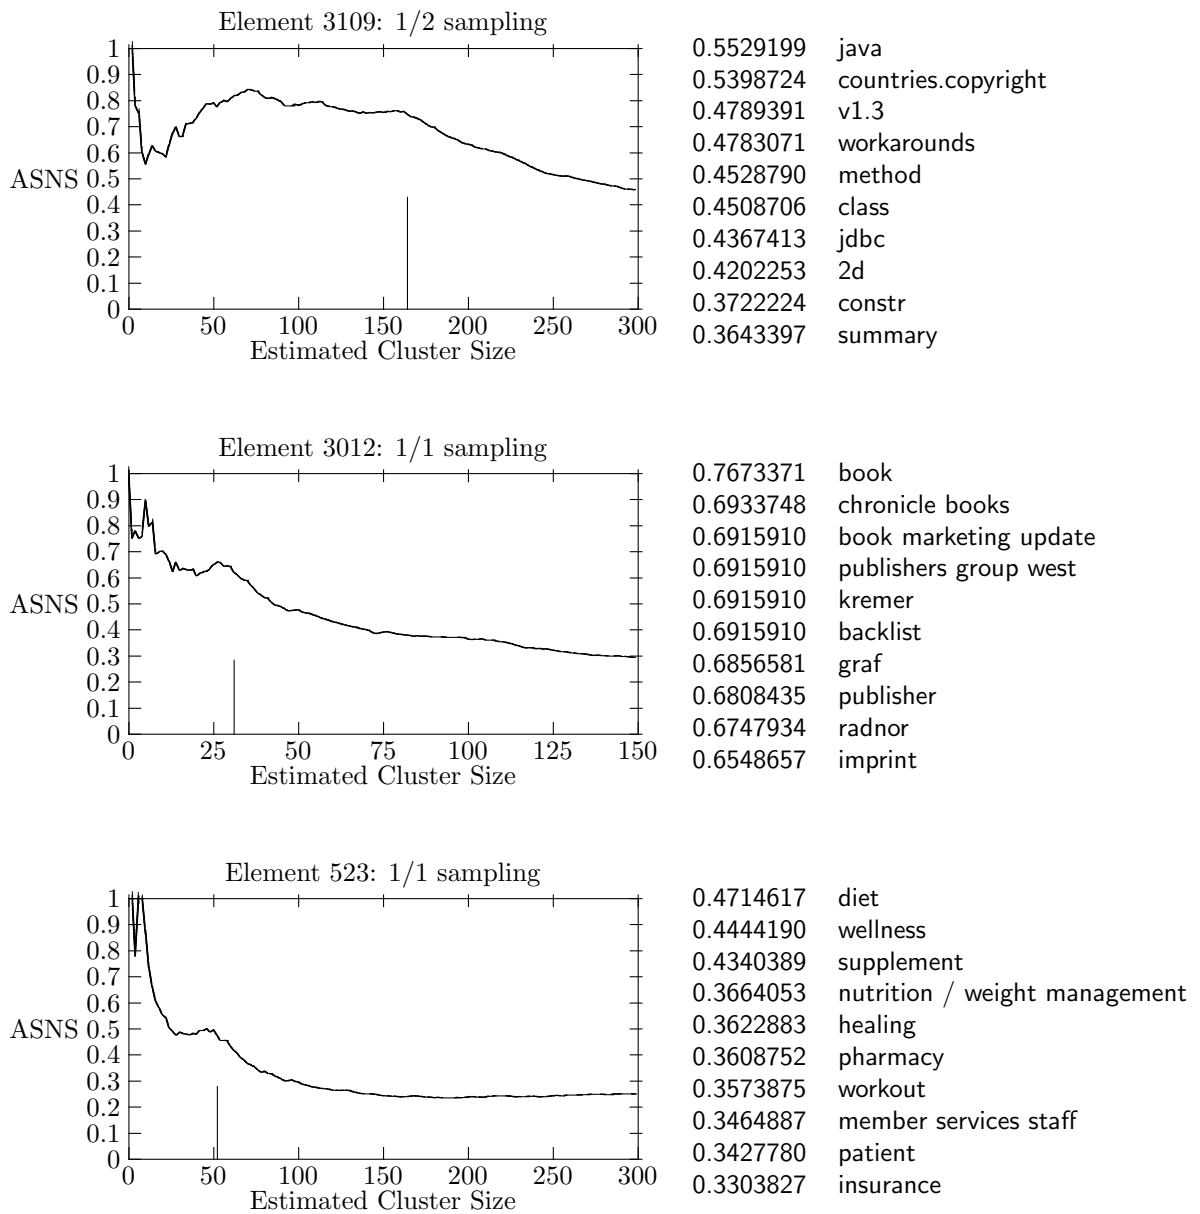 Element 3109: 1/2 sampling
1
0.9
0.8
0.7
0.6
ASNS 0.5
0.4
0.3
0.2
0.1
0
0 50 100 150 200 250 300
Estimated Cluster Size
0.5529199 java
0.5398724 countries.copyright
0.4789391 v1.3
0.4783071 workarounds
0.4528790 method
0.4508706 class
0.4367413 jdbc
0.4202253 2d
0.3722224 constr
0.3643397 summary
Element 3012: 1/1 sampling
1
0.9
0.8
0.7
0.6
ASNS 0.5
0.4
0.3
0.2
0.1
0
0 25 50 75 100 125 150
Estimated Cluster Size
0.7673371 book
0.6933748 chronicle books
0.6915910 book marketing update
0.6915910 publishers group west
0.6915910 kremer
0.6915910 backlist
0.6856581 graf
0.6808435 publisher
0.6747934 radnor
0.6548657 imprint
Element 523: 1/1 sampling
1
0.9
0.8
0.7
0.6
ASNS 0.5
0.4
0.3
0.2
0.1
0
0 50 100 150 200 250 300
Estimated Cluster Size
0.4714617 diet
0.4444190 wellness
0.4340389 supplement
0.3664053 nutrition / weight management
0.3622883 healing
0.3608752 pharmacy
0.3573875 workout
0.3464887 member services staff
0.3427780 patient
0.3303827 insurance